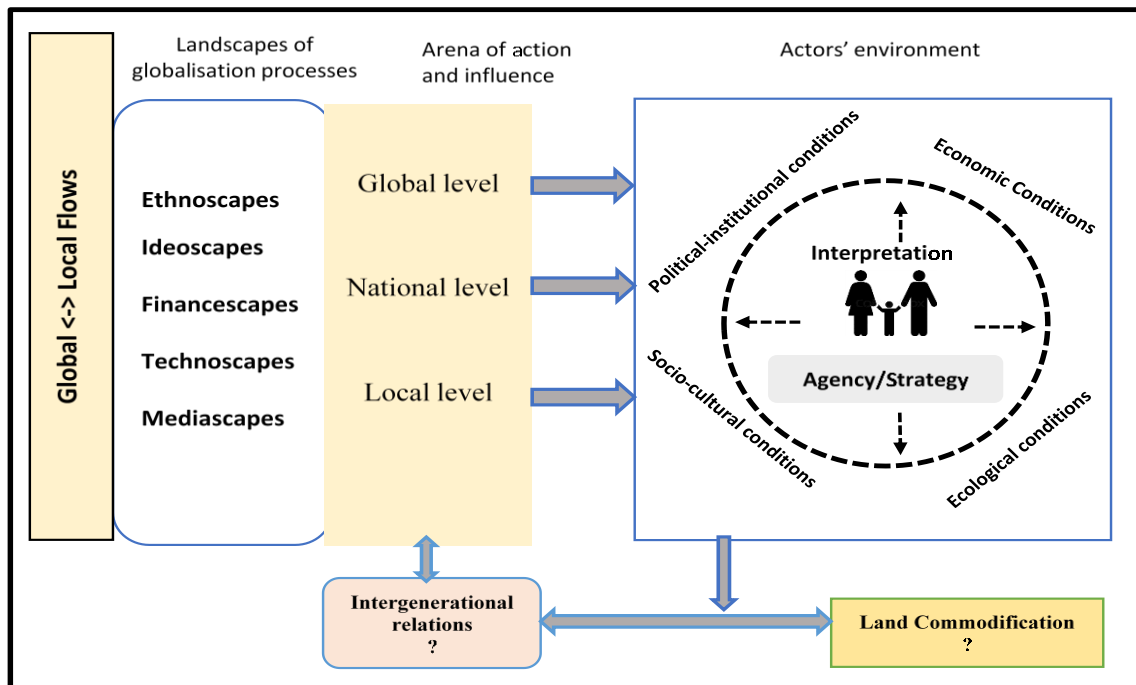 Landscapes of
globalisation processes
Arena of action
and influence
Actors' environment
Global <-> Local Flows
Ethnoscapes
Ideoscapes
Financescapes
Technoscapes
Mediascapes
Global level
National level
Local level
Political-institutional conditions
Economic Conditions
Interpretation
Agency/Strategy
Socio-cultural conditions
Ecological conditions
Intergenerational
relations
?
Land Commodification
?